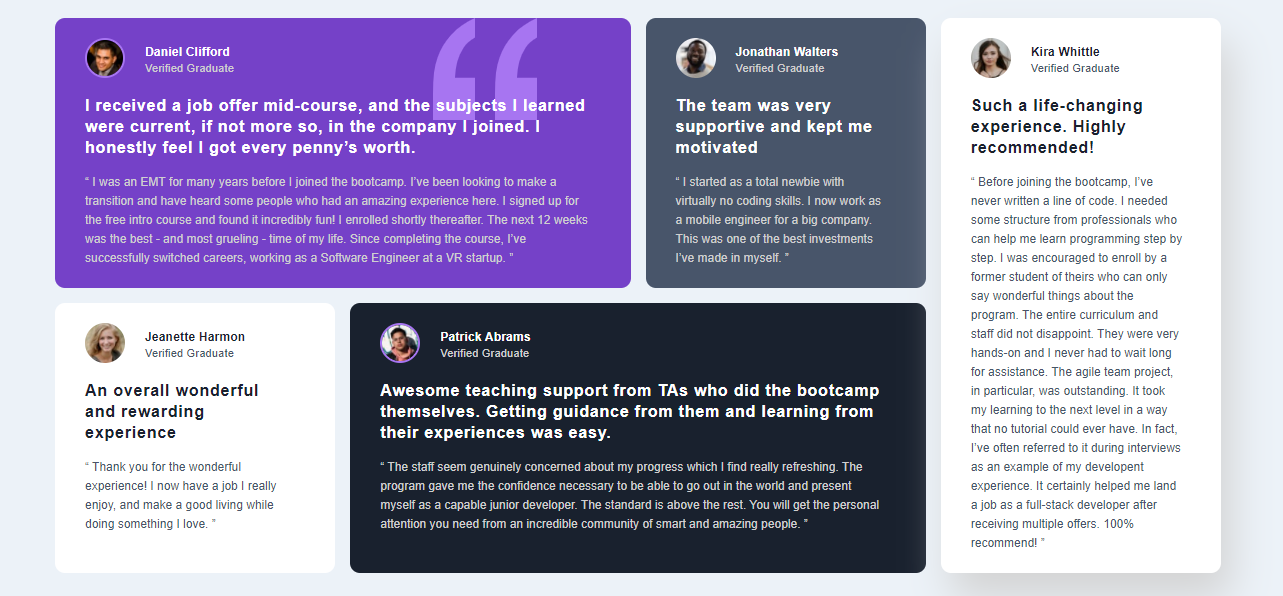 Daniel Clifford
Verified Graduate
I received a job offer mid-course, and the subjects I learned
were current, if not more so, in the company I joined. I
honestly feel I got every penny’s worth.
“ I was an EMT for many years before I joined the bootcamp. I’ve been looking to make a
transition and have heard some people who had an amazing experience here. I signed up for
the free intro course and found it incredibly fun! I enrolled shortly thereafter. The next 12 weeks
was the best - and most grueling - time of my life. Since completing the course, I’ve
successfully switched careers, working as a Software Engineer at a VR startup. ”
Jonathan Walters
Verified Graduate
The team was very
supportive and kept me
motivated
“ I started as a total newbie with
virtually no coding skills. I now work as
a mobile engineer for a big company.
This was one of the best investments
I’ve made in myself. ”
Kira Whittle
Verified Graduate
Such a life-changing
experience. Highly
recommended!
“ Before joining the bootcamp, I’ve
never written a line of code. I needed
some structure from professionals who
can help me learn programming step by
step. I was encouraged to enroll by a
former student of theirs who can only
say wonderful things about the
program. The entire curriculum and
staff did not disappoint. They were very
hands-on and I never had to wait long
for assistance. The agile team project,
in particular, was outstanding. It took
my learning to the next level in a way
that no tutorial could ever have. In fact,
I’ve often referred to it during interviews
as an example of my developent
experience. It certainly helped me land
a job as a full-stack developer after
receiving multiple offers. 100%
recommend! ”
Jeanette Harmon
Verified Graduate
An overall wonderful
and rewarding
experience
“ Thank you for the wonderful
experience! I now have a job I really
enjoy, and make a good living while
doing something I love. ”
Patrick Abrams
Verified Graduate
Awesome teaching support from TAs who did the bootcamp
themselves. Getting guidance from them and learning from
their experiences was easy.
“ The staff seem genuinely concerned about my progress which I find really refreshing. The
program gave me the confidence necessary to be able to go out in the world and present
myself as a capable junior developer. The standard is above the rest. You will get the personal
attention you need from an incredible community of smart and amazing people. ”